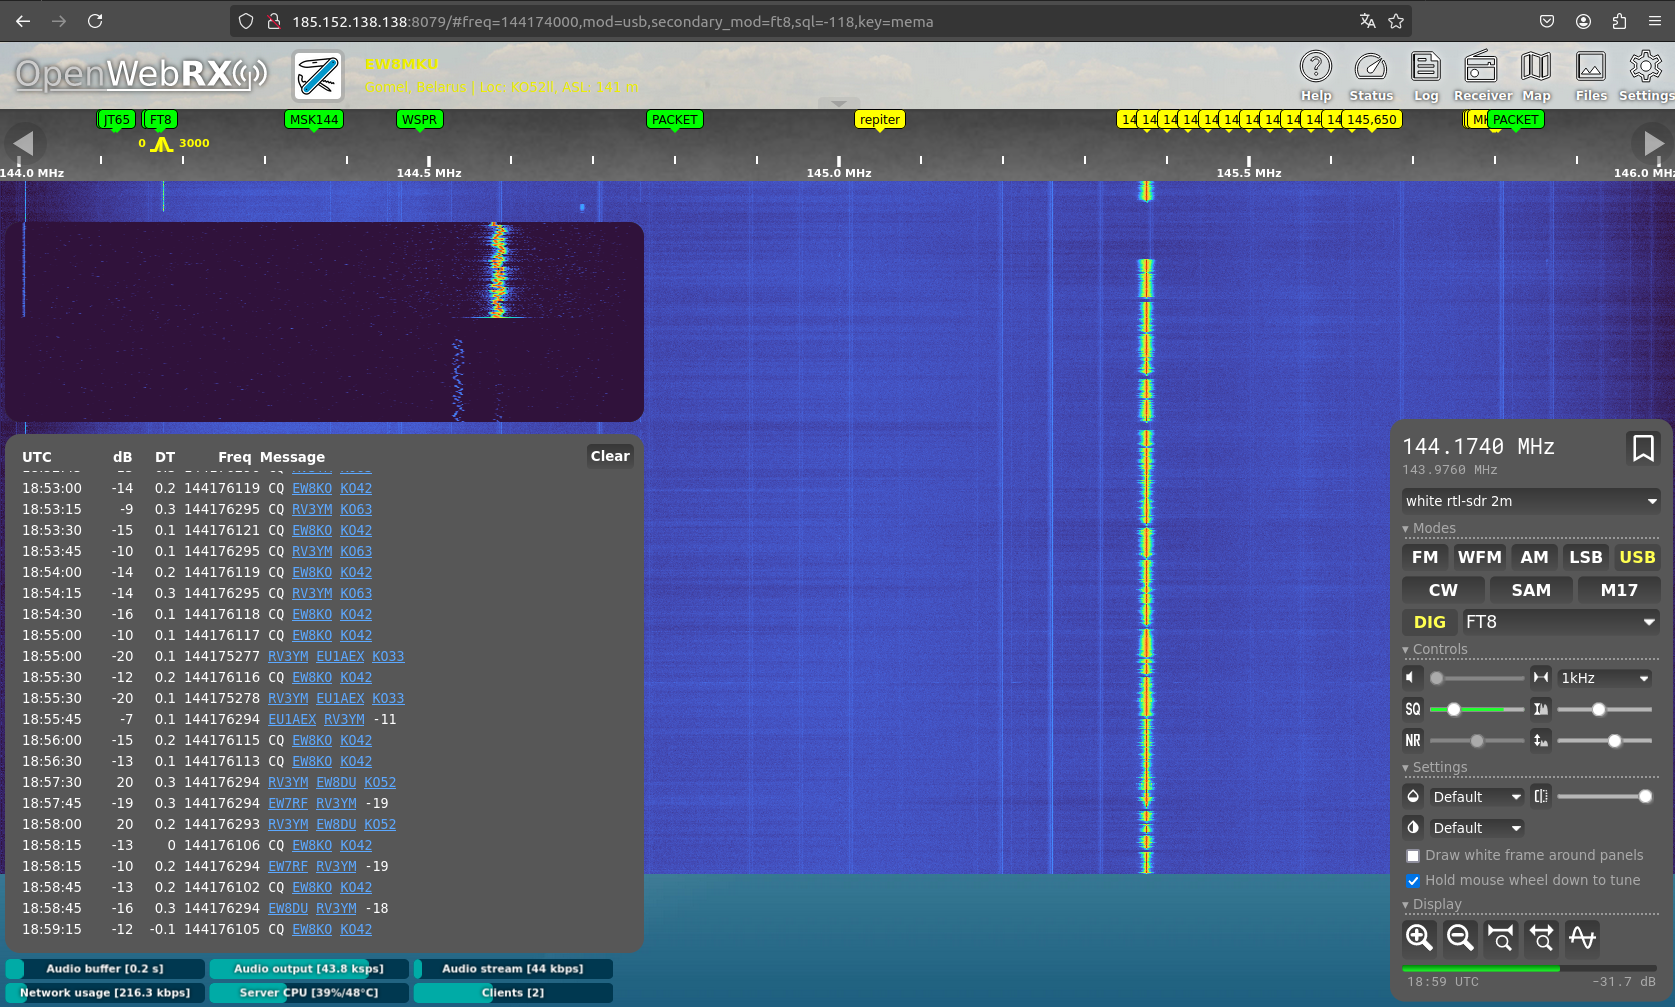 185.152.138.138:8079/#freq=144174000,mod=usb,secondary_mod=ft8,sql=-118,key=mema
OpenWebRX
EW8MKU
Gomel, Belarus | Loc: KO52II, ASL: 141 m
Help Status Log Receiver Map Files Settings
JT65 FT8 MSK144 WSPR PACKET repiter 14 14 14 14 14 14 14 14 14 14 14 145,650 PACKET
0 3000
144.0 MHz 144.5 MHz 145.0 MHz 145.5 MHz 146.0 MHz
UTC dB DT Freq Message Clear
18:53:00 -14 0.2 144176119 CQ EW8KO KO42
18:53:15 -9 0.3 144176295 CQ RV3YM KO63
18:53:30 -15 0.1 144176121 CQ EW8KO KO42
18:53:45 -10 0.1 144176295 CQ RV3YM KO63
18:54:00 -14 0.2 144176119 CQ EW8KO KO42
18:54:15 -14 0.3 144176295 CQ RV3YM KO63
18:54:30 -16 0.1 144176118 CQ EW8KO KO42
18:55:00 -10 0.1 144176117 CQ EW8KO KO42
18:55:00 -20 0.1 144175277 RV3YM EU1AEX KO33
18:55:30 -12 0.2 144176116 CQ EW8KO KO42
18:55:30 -20 0.1 144175278 RV3YM EU1AEX KO33
18:55:45 -7 0.1 144176294 EU1AEX RV3YM -11
18:56:00 -15 0.2 144176115 CQ EW8KO KO42
18:56:30 -13 0.1 144176113 CQ EW8KO KO42
18:57:30 20 0.3 144176294 RV3YM EW8DU KO52
18:57:45 -19 0.3 144176294 EW7RF RV3YM -19
18:58:00 20 0.2 144176293 RV3YM EW8DU KO52
18:58:15 -13 0 144176106 CQ EW8KO KO42
18:58:15 -10 0.2 144176294 EW7RF RV3YM -19
18:58:45 -13 0.2 144176102 CQ EW8KO KO42
18:58:45 -16 0.3 144176294 EW8DU RV3YM -18
18:59:15 -12 -0.1 144176105 CQ EW8KO KO42
Audio buffer [0.2 s] Audio output [43.8 ksps] Audio stream [44 kbps]
Network usage [216.3 kbps] Server CPU [39%/48°C] Clients [2]
144.1740 MHz
143.9760 MHz
white rtl-sdr 2m
Modes
FM WFM AM LSB USB
CW SAM M17
DIG FT8
Controls
1kHz
SQ
NR
Settings
Default
Default
Draw white frame around panels
Hold mouse wheel down to tune
Display
18:59 UTC -31.7 dB